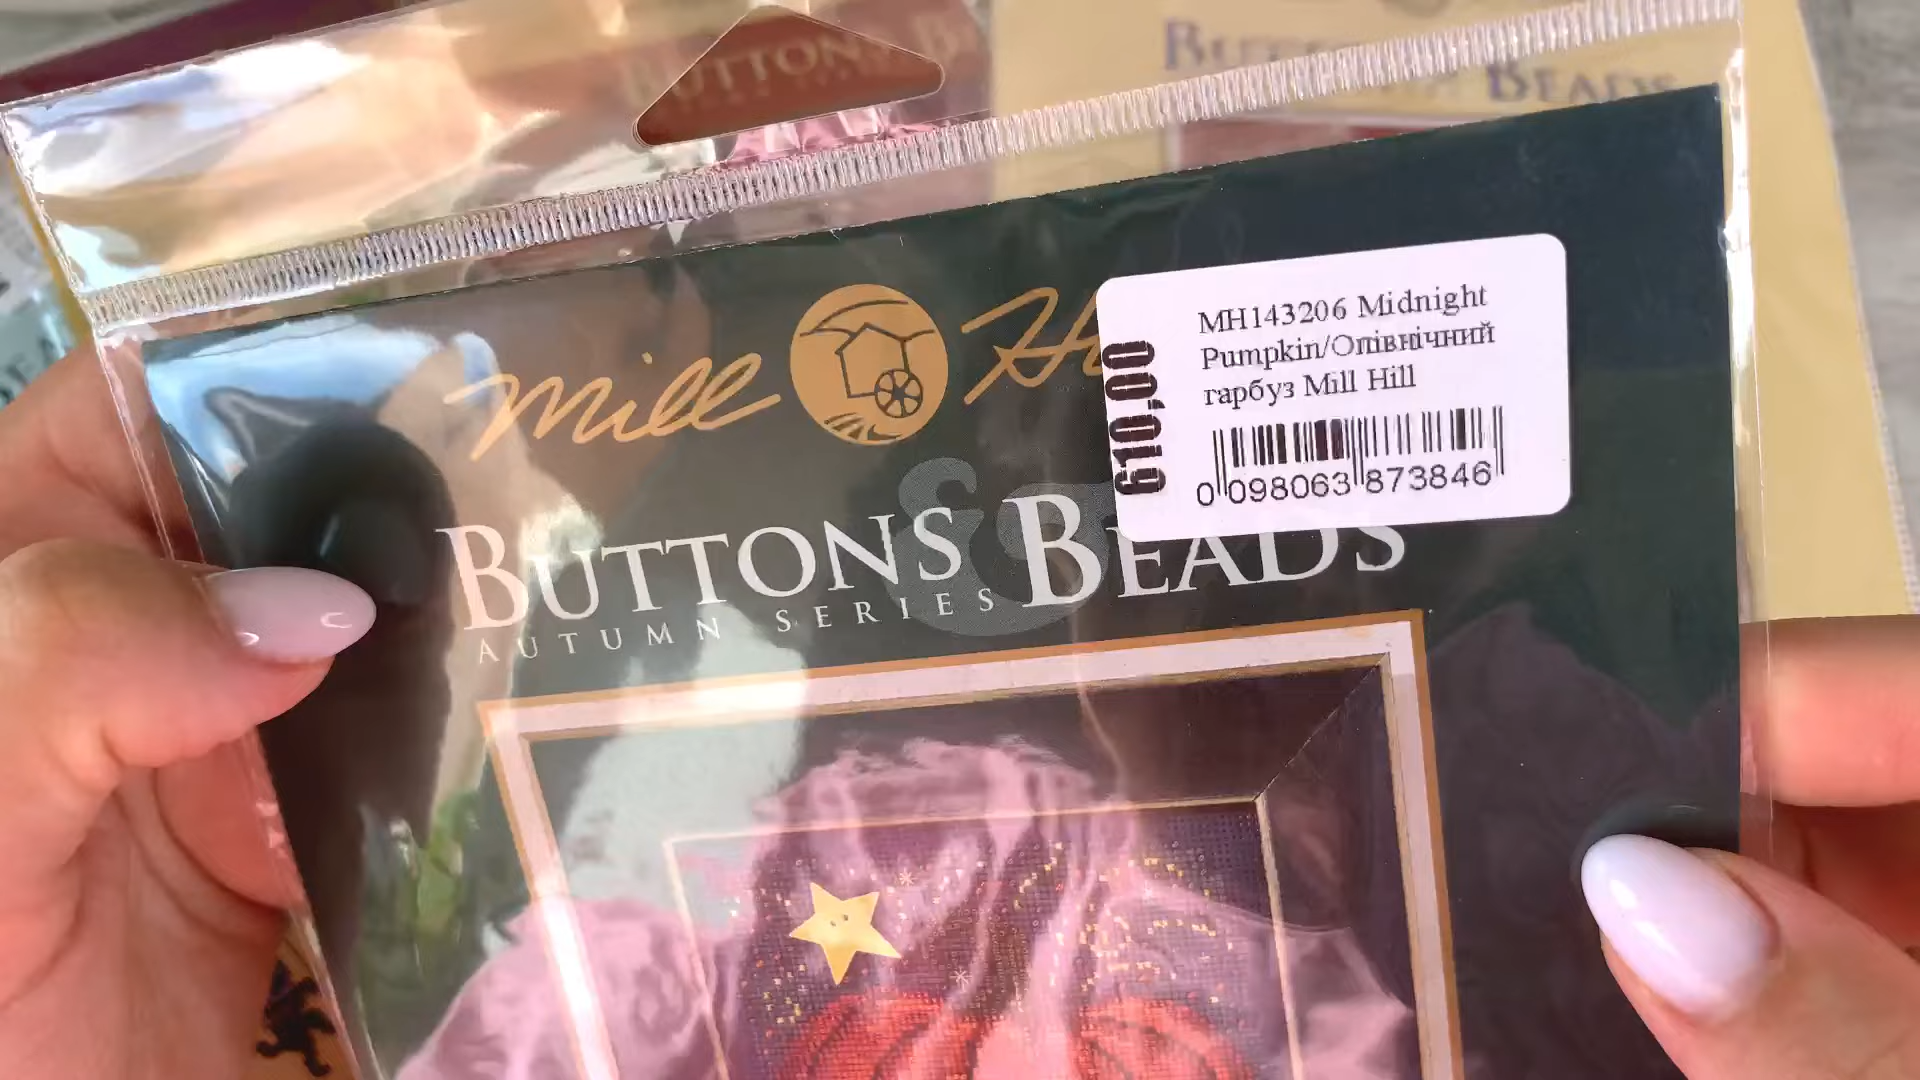 BUTTONS B
BUTTONS
BEADS
Mill H
MH143206 Midnight
Pumpkin/Опівнічний
гарбуз Mill Hill
610,00
0 098063 873846
BUTTONS & BEADS
AUTUMN SERIES